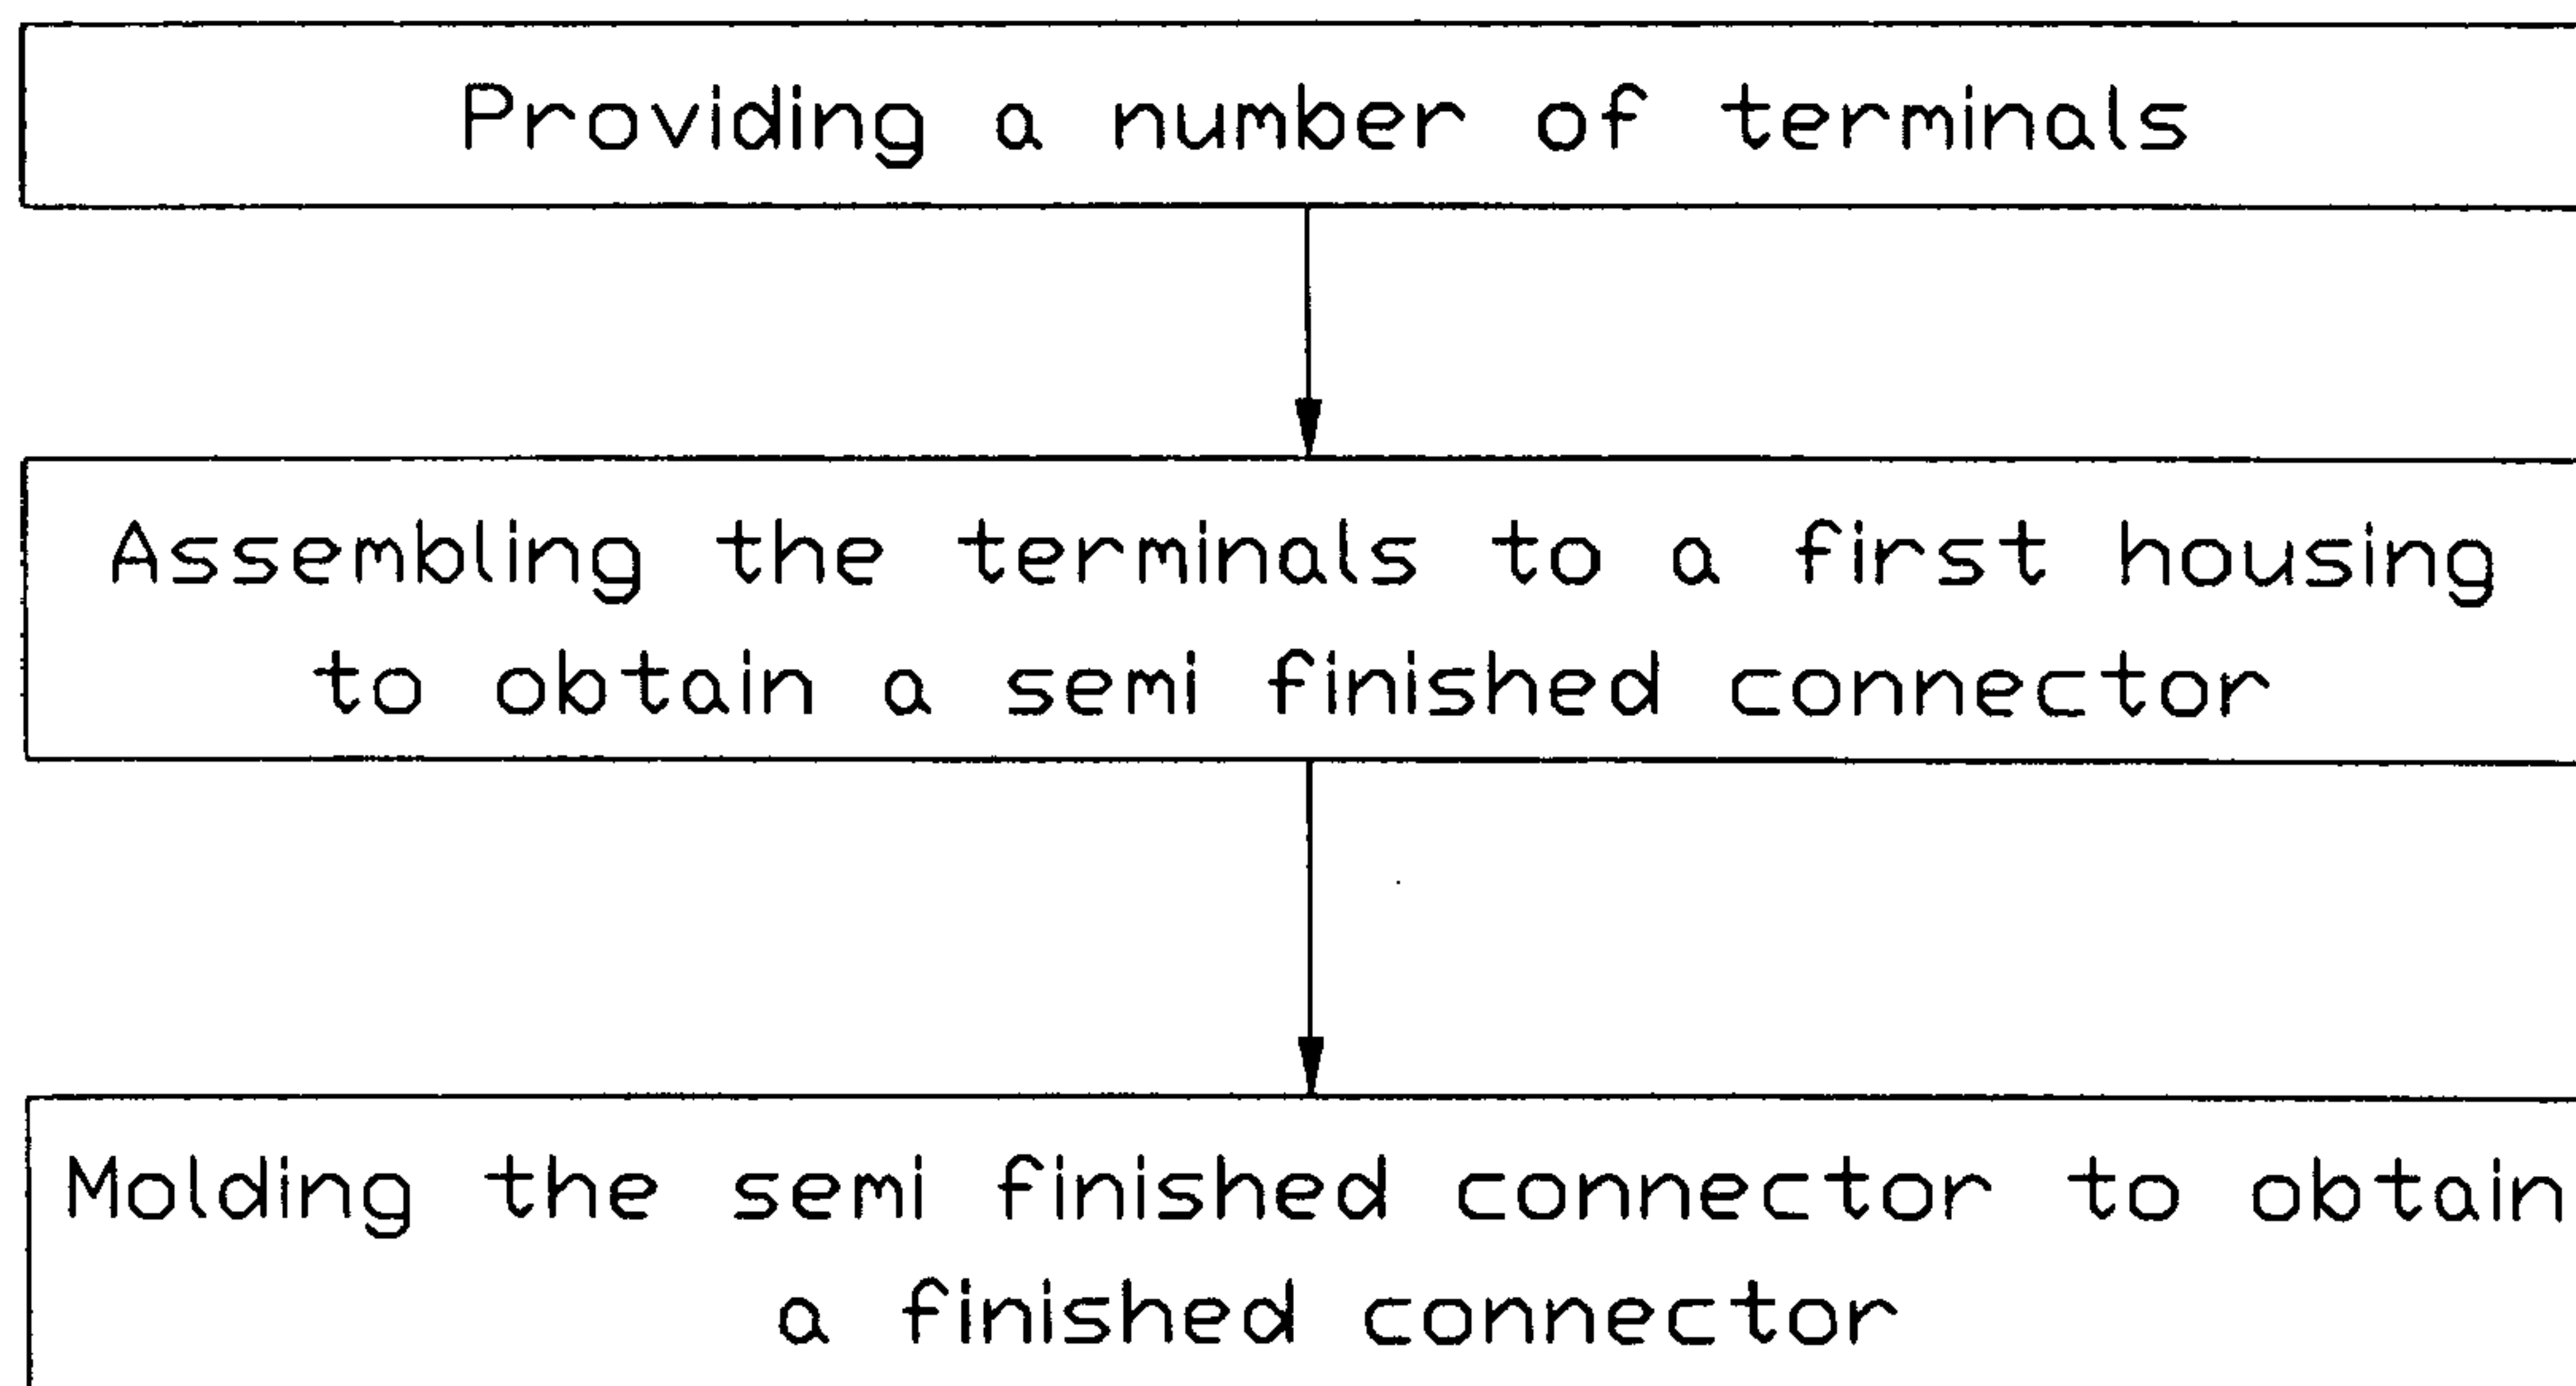 Providing a number of terminals
Assembling the terminals to a first housing
to obtain a semi finished connector
Molding the semi finished connector to obtain
a finished connector